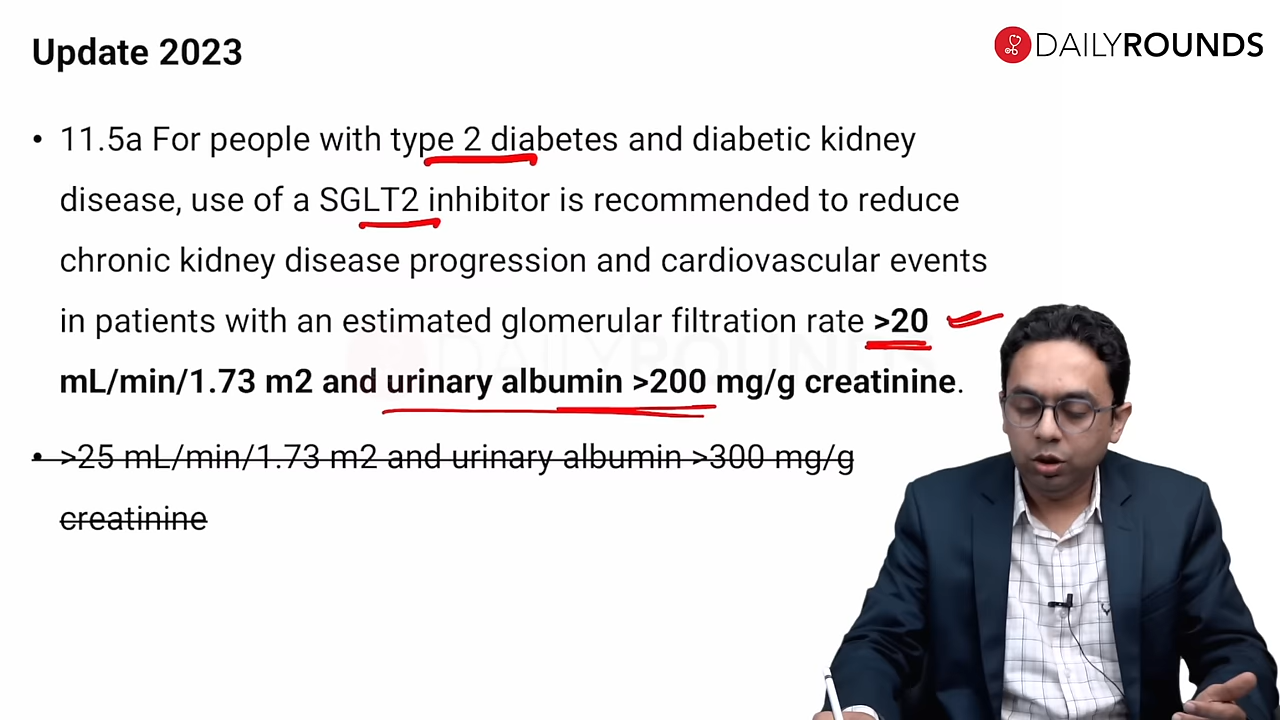 Update 2023
DAILYROUNDS
• 11.5a For people with type 2 diabetes and diabetic kidney
disease, use of a SGLT2 inhibitor is recommended to reduce
chronic kidney disease progression and cardiovascular events
in patients with an estimated glomerular filtration rate >20
DAILYROUNDS
mL/min/1.73 m2 and urinary albumin >200 mg/g creatinine.
• >25 mL/min/1.73 m2 and urinary albumin >300 mg/g
creatinine